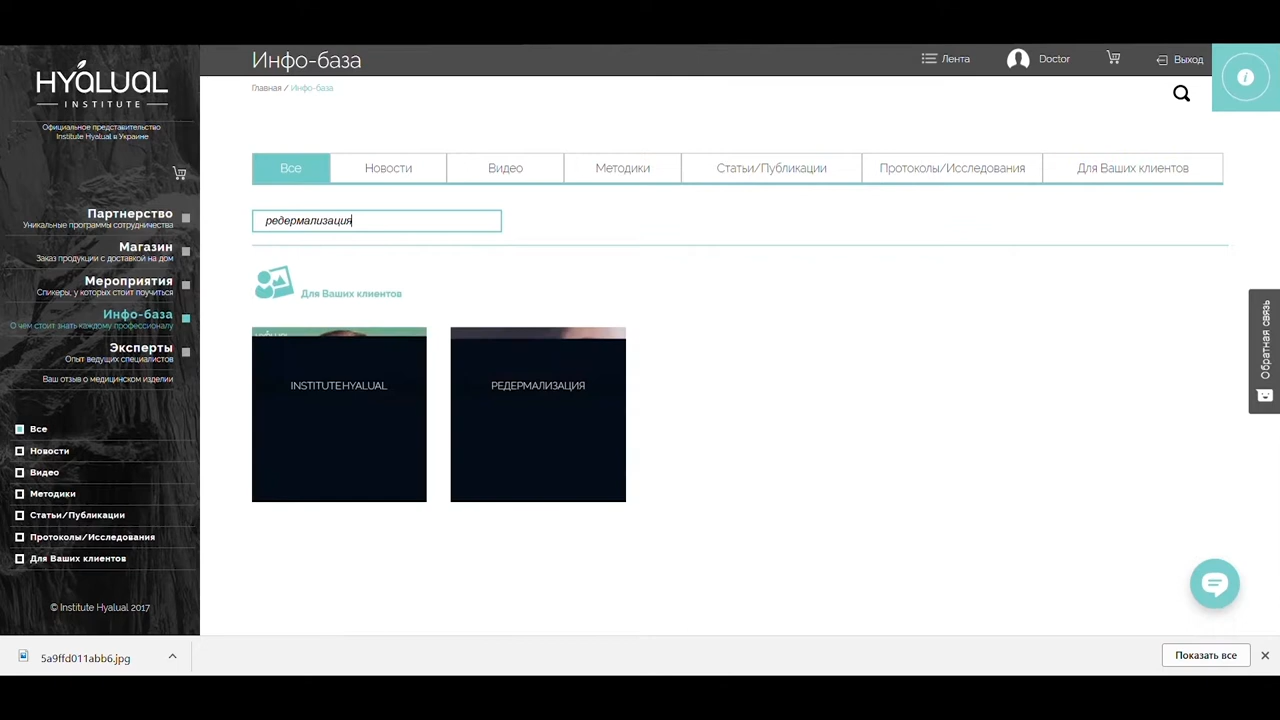 HYALUAL
INSTITUTE
Официальное представительство
Institute Hyalual в Украине
Партнерство
Уникальные программы сотрудничества
Магазин
Заказ продукции с доставкой на дом
Мероприятия
Спикеры, у которых стоит поучиться
Инфо-база
О чем стоит знать каждому профессионалу
Эксперты
Опыт ведущих специалистов
Ваш отзыв о медицинском изделии
Все
Новости
Видео
Методики
Статьи/Публикации
Протоколы/Исследования
Для Ваших клиентов
© Institute Hyalual 2017
Инфо-база
Лента
Doctor
Выход
i
Главная / Инфо-база
Все
Новости
Видео
Методики
Статьи/Публикации
Протоколы/Исследования
Для Ваших клиентов
редермализация
Для Ваших клиентов
INSTITUTE HYALUAL
РЕДЕРМАЛИЗАЦИЯ
Обратная связь
5a9ffd011abb6.jpg
Показать все